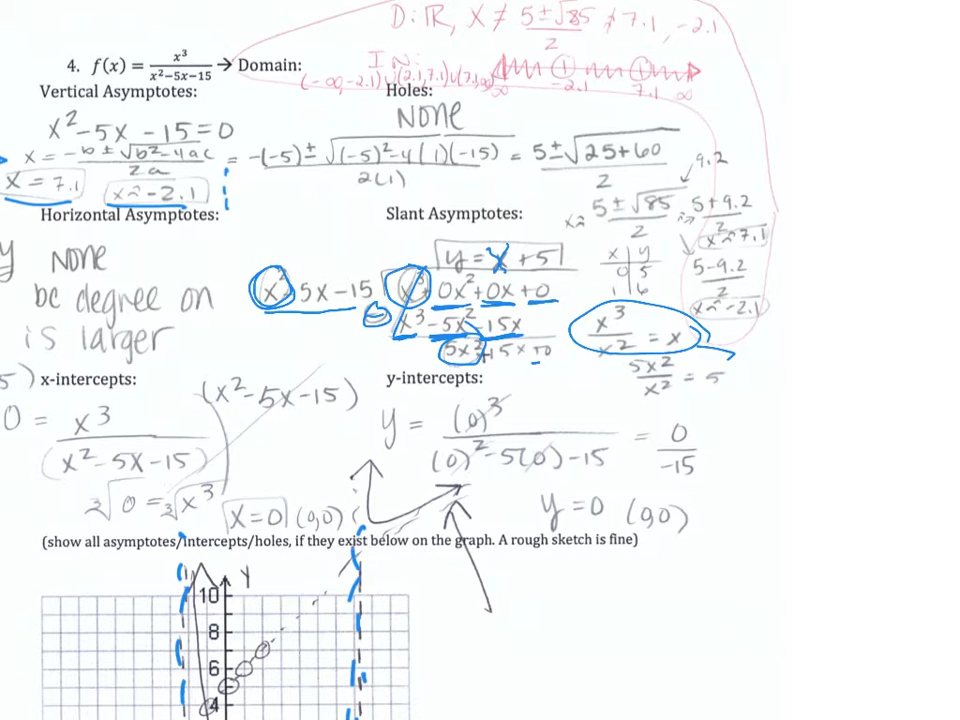 D: ℝ, x ≠ (5 ± √85)/2 ≠ 7.1, -2.1
4. f(x) = x³/(x²−5x−15) → Domain:
I N:
(-∞, -2.1) ∪ (2.1, 7.1) ∪ (7.1, ∞)
-∞ -2.1 7.1 ∞
Vertical Asymptotes: Holes:
NONE
x² - 5x - 15 = 0
x = (-b ± √(b² - 4ac))/2a = (-(-5) ± √((-5)² - 4(1)(-15)))/2(1) = (5 ± √(25+60))/2
x = 7.1 x ≈ -2.1
9.2
x ≈ (5 ± √85)/2 ≈ (5 + 9.2)/2
x ≈ 7.1
(5 - 9.2)/2
x ≈ -2.1
Horizontal Asymptotes: Slant Asymptotes:
y NONE
bc degree on
is larger
y = x + 5
x² - 5x - 15 x³ + 0x² + 0x + 0
⊖ x³ - 5x² - 15x
5x² + 15x + 0
x y
0 5
1 6
x³/x² = x
5x²/x² = 5
5) x-intercepts: y-intercepts:
(x² - 5x - 15)
0 = x³/(x² - 5x - 15)
³√0 = ³√x³ x = 0 (0,0)
y = (0)³/((0)² - 5(0) - 15) = 0/-15
y = 0 (0,0)
(show all asymptotes/intercepts/holes, if they exist below on the graph. A rough sketch is fine)
y
10
8
6
4